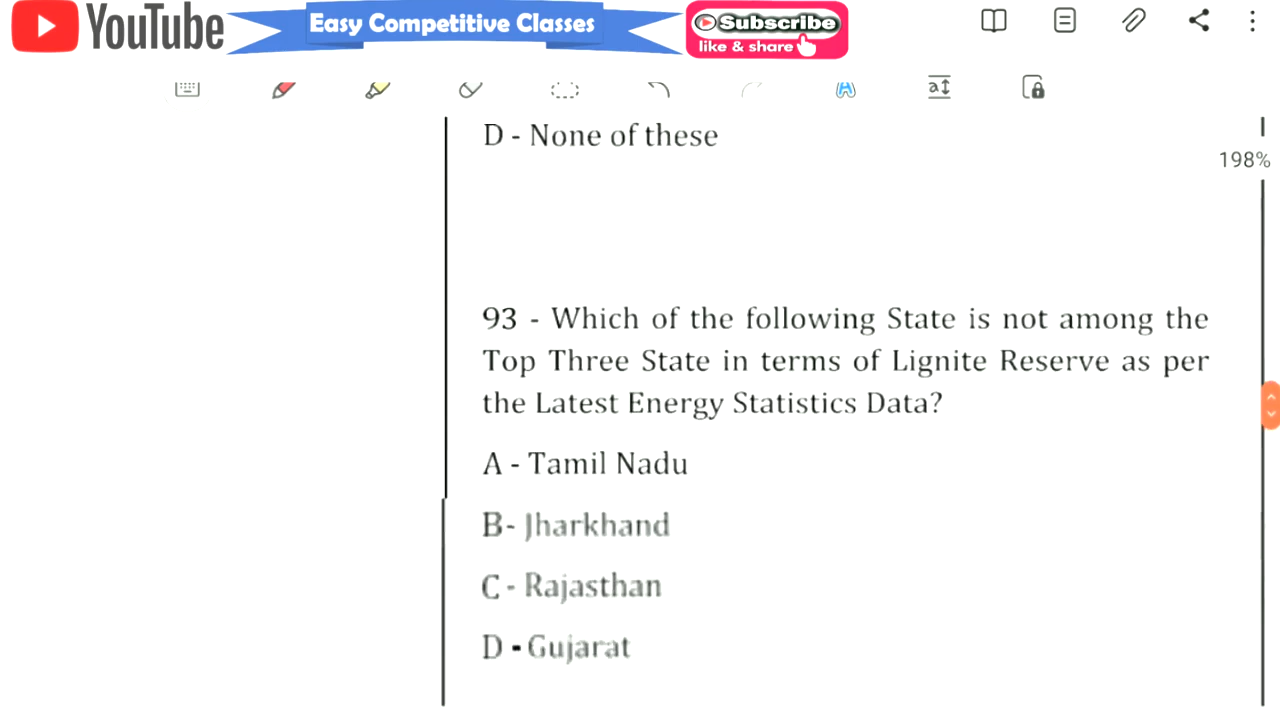 YouTube
Easy Competitive Classes
Subscribe
like & share
D - None of these
198%
93 - Which of the following State is not among the
Top Three State in terms of Lignite Reserve as per
the Latest Energy Statistics Data?
A - Tamil Nadu
B- Jharkhand
C - Rajasthan
D - Gujarat